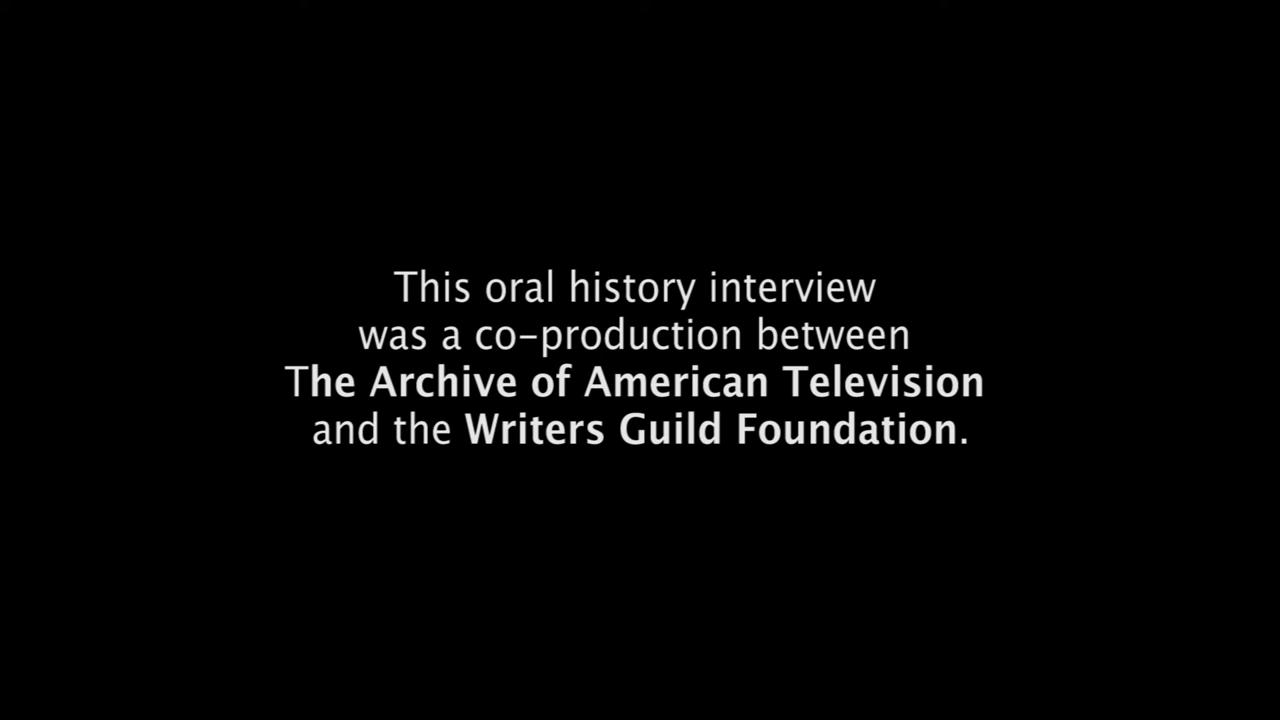 This oral history interview
was a co-production between
The Archive of American Television
and the Writers Guild Foundation.